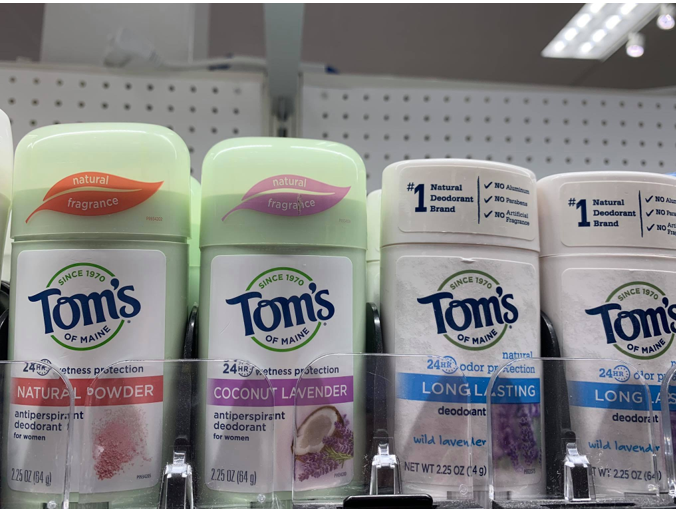 natural
fragrance
SINCE 1970
Tom's
OF MAINE
24HR wetness protection
NATURAL POWDER
antiperspirant
deodorant
for women
2.25 OZ (64 g)
natural
fragrance
SINCE 1970
Tom's
OF MAINE
24HR wetness protection
COCONUT LAVENDER
antiperspirant
deodorant
for women
2.25 OZ (64 g)
#1 Natural
Deodorant
Brand
✓ NO Aluminum
✓ NO Parabens
✓ NO Artificial
Fragrance
SINCE 1970
Tom's
OF MAINE
natural
24HR odor protection
LONG LASTING
deodorant
wild lavender
NET WT 2.25 OZ
#1 Natural
Deodorant
Brand
✓ NO
✓ NO
✓ NO
SINCE 1970
Tom's
OF MAINE
24HR odor
LONG LAS
deodorant
wild lavender
WT. 2.25 OZ (64